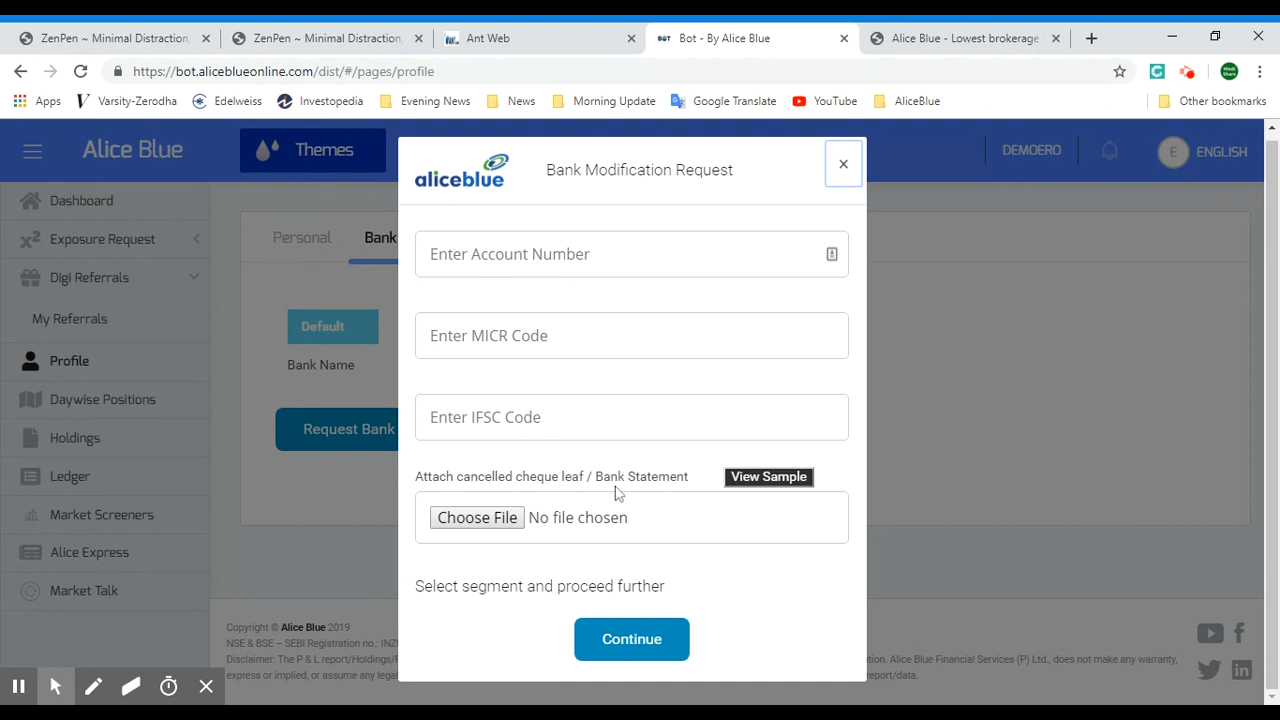 ZenPen ~ Minimal Distraction,
ZenPen ~ Minimal Distraction,
Ant Web
BOT
Bot - By Alice Blue
Alice Blue - Lowest brokerage
https://bot.aliceblueonline.com/dist/#/pages/profile
Apps
Varsity-Zerodha
Edelweiss
Investopedia
Evening News
News
Morning Update
Google Translate
YouTube
AliceBlue
Other bookmarks
Alice Blue
Themes
DEMOERO
E
ENGLISH
Dashboard
Exposure Request
Digi Referrals
My Referrals
Profile
Daywise Positions
Holdings
Ledger
Market Screeners
Alice Express
Market Talk
Personal
Bank
Default
Bank Name
Request Bank
aliceblue
Bank Modification Request
Enter Account Number
Enter MICR Code
Enter IFSC Code
Attach cancelled cheque leaf / Bank Statement
View Sample
Choose File No file chosen
Select segment and proceed further
Continue
Copyright © Alice Blue 2019
NSE & BSE – SEBI Registration no.:
Disclaimer: The P & L report/Holdings/
ation. Alice Blue Financial Services (P) Ltd., does not make any warranty,
express or implied, or assume any legal
report/data.